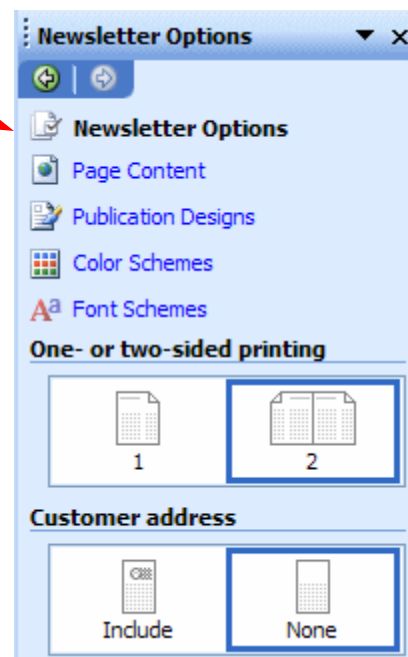 Newsletter Options
Newsletter Options
Page Content
Publication Designs
Color Schemes
Aa Font Schemes
One- or two-sided printing
1 2
Customer address
Include None